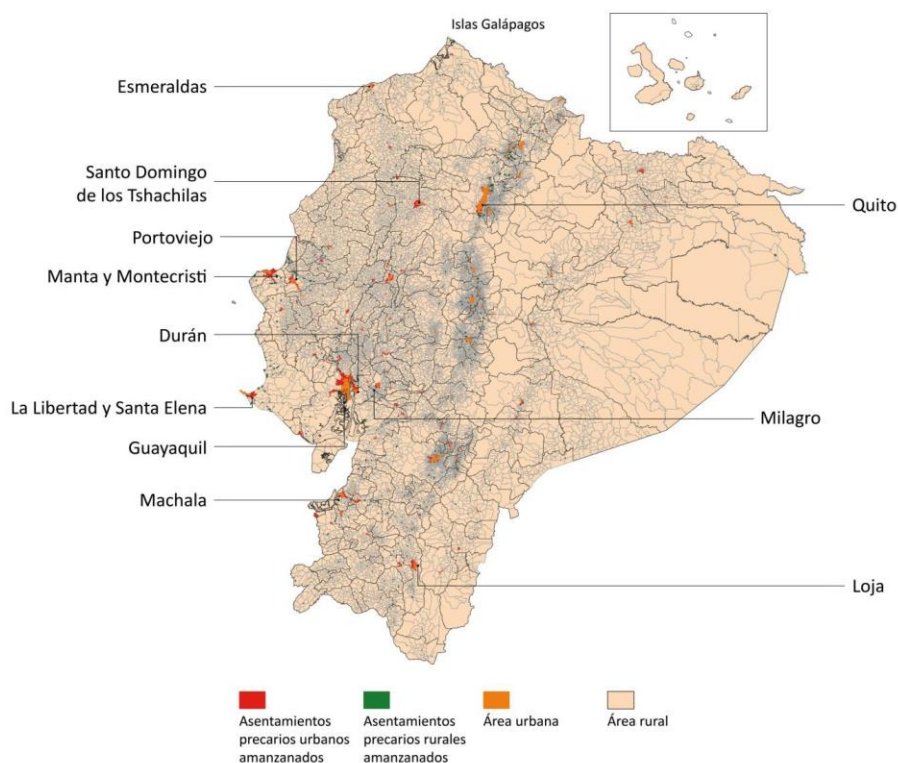 Islas Galápagos
Esmeraldas
Santo Domingo
de los Tshachilas
Quito
Portoviejo
Manta y Montecristi
Durán
La Libertad y Santa Elena
Milagro
Guayaquil
Machala
Loja
Asentamientos
precarios urbanos
amanzanados
Asentamientos
precarios rurales
amanzanados
Área urbana
Área rural